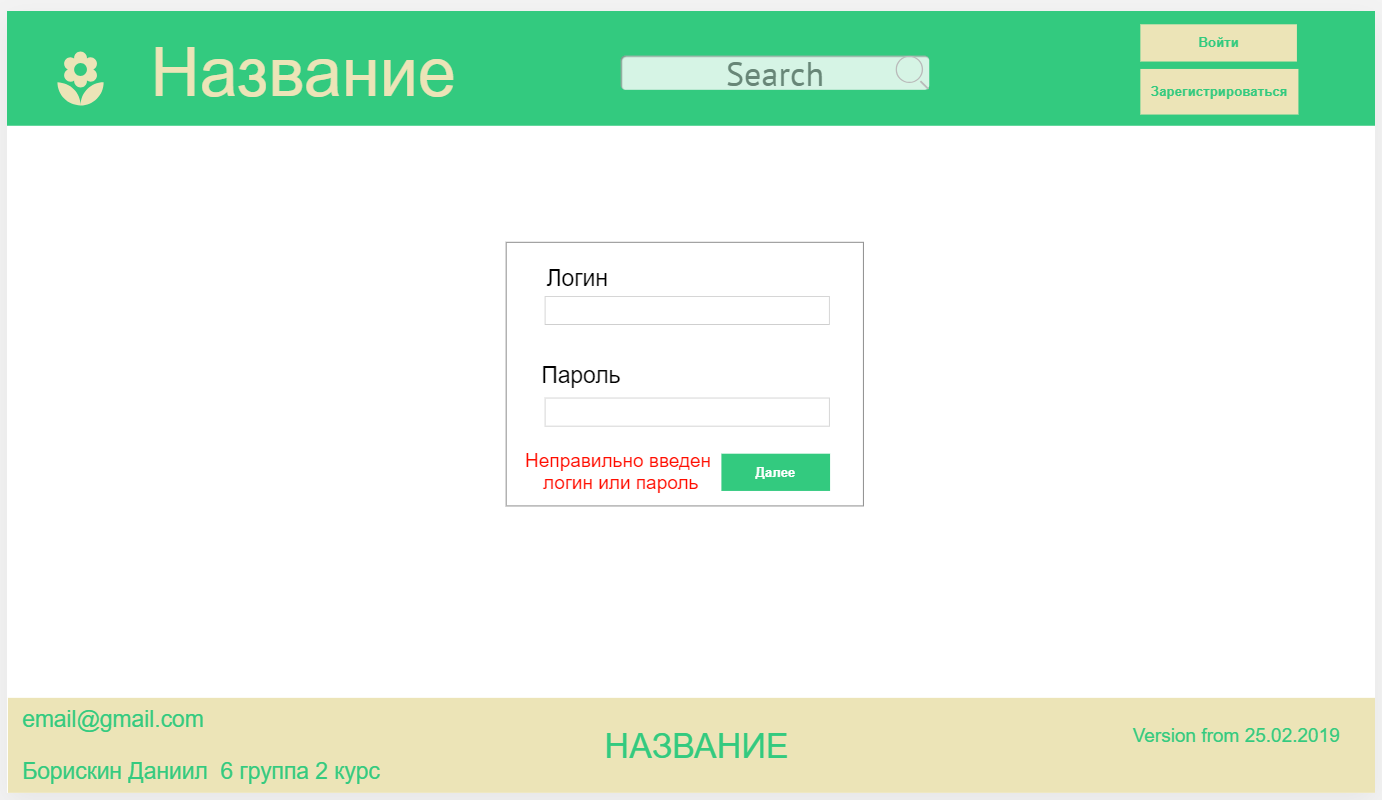 Название
Search
Войти
Зарегистрироваться
Логин
Пароль
Неправильно введен
логин или пароль
Далее
email@gmail.com
Борискин Даниил  6 группа 2 курс
НАЗВАНИЕ
Version from 25.02.2019